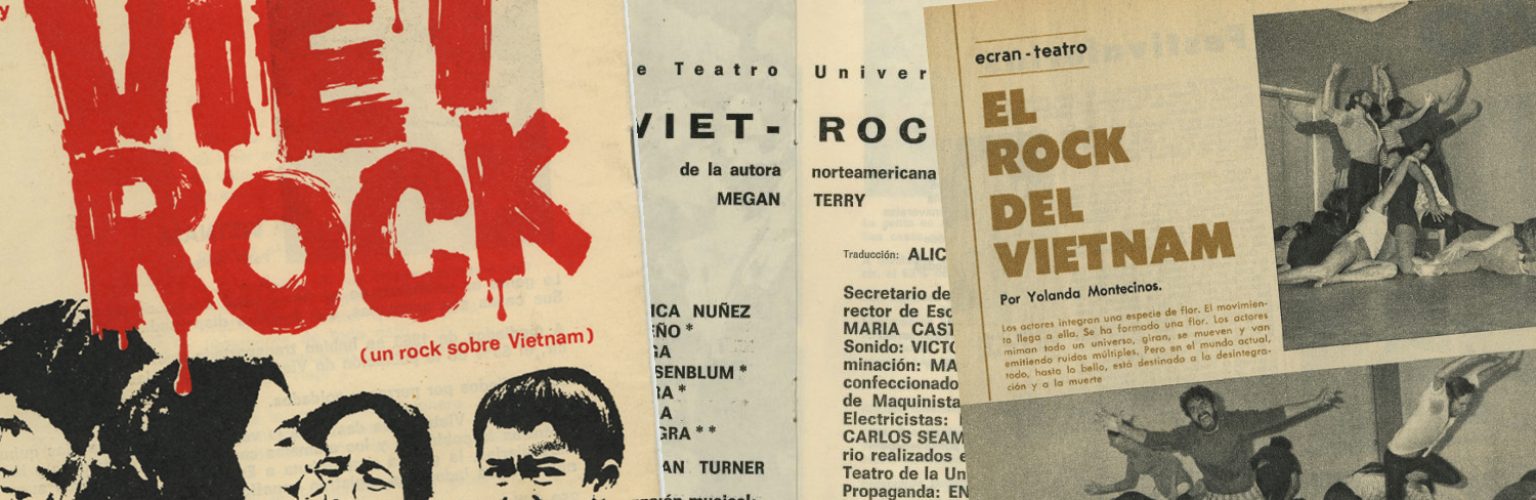 VIET
ROCK
(un rock sobre Vietnam)
e Teatro Univer
VIET- ROC
de la autora norteamericana
MEGAN TERRY
Traducción: ALIC
ICA NUÑEZ
EÑO *
GA
SENBLUM *
RA *
A
GRA * *
AN TURNER
Secretario de
rector de Esc
MARIA CAST
Sonido: VICTO
minación: MA
confeccionado
de Maquinista
Electricistas:
CARLOS SEAM
rio realizados e
Teatro de la Un
Propaganda: EN
ecran - teatro
EL
ROCK
DEL
VIETNAM
Por Yolanda Montecinos.
Los actores integran una especie de flor. El movimien-
to llega a ella. Se ha formado una flor. Los actores
miman todo un universo, giran, se mueven y van
emitiendo ruidos múltiples. Pero en el mundo actual,
todo, hasta lo bello, está destinado a la desintegra-
ción y a la muerte